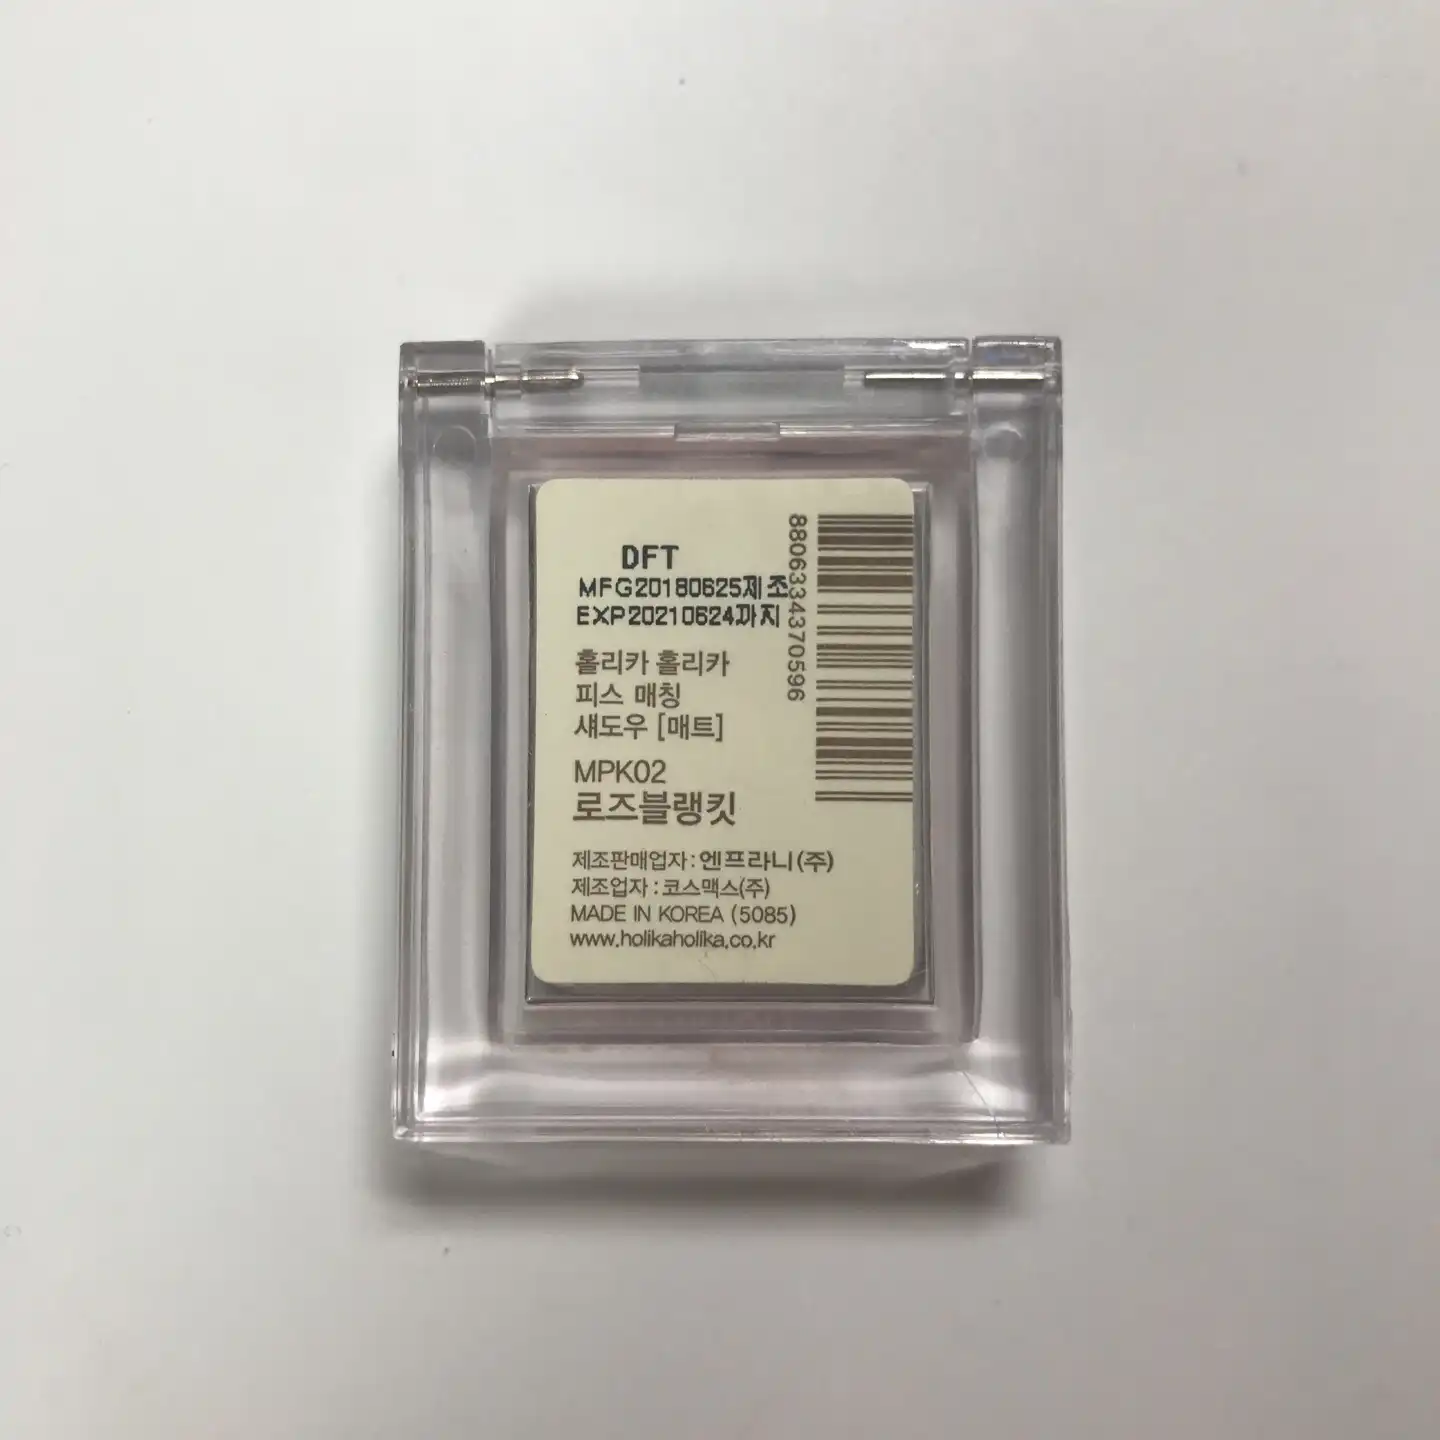 DFT
MFG20180625제조
EXP20210624까지
홀리카 홀리카
피스 매칭
섀도우 [매트]
MPK02
로즈블랭킷
제조판매업자 : 엔프라니(주)
제조업자 : 코스맥스(주)
MADE IN KOREA (5085)
www.holikaholika.co.kr
8806334370596